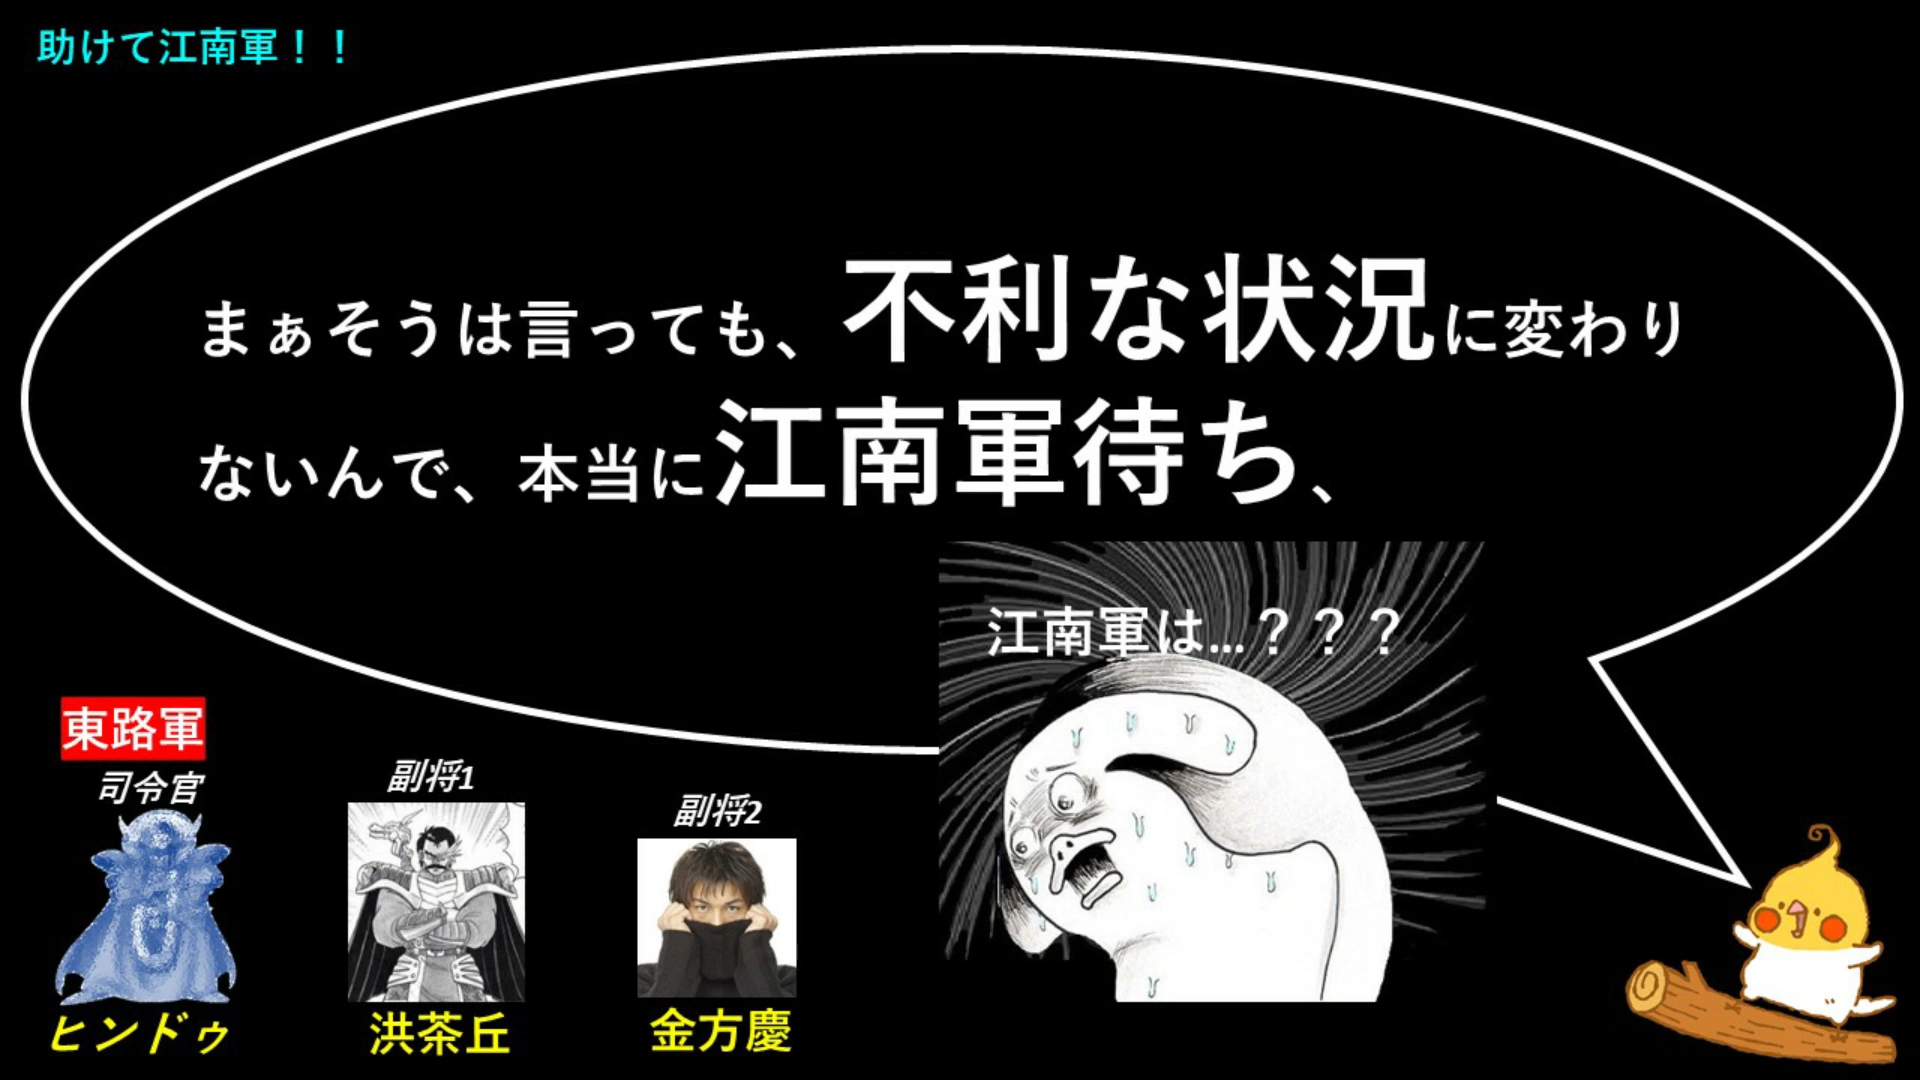 助けて江南軍！！
まぁそうは言っても、不利な状況に変わり
ないんで、本当に江南軍待ち、
江南軍は…？？？
東路軍
司令官
ヒンドゥ
副将1
洪茶丘
副将2
金方慶